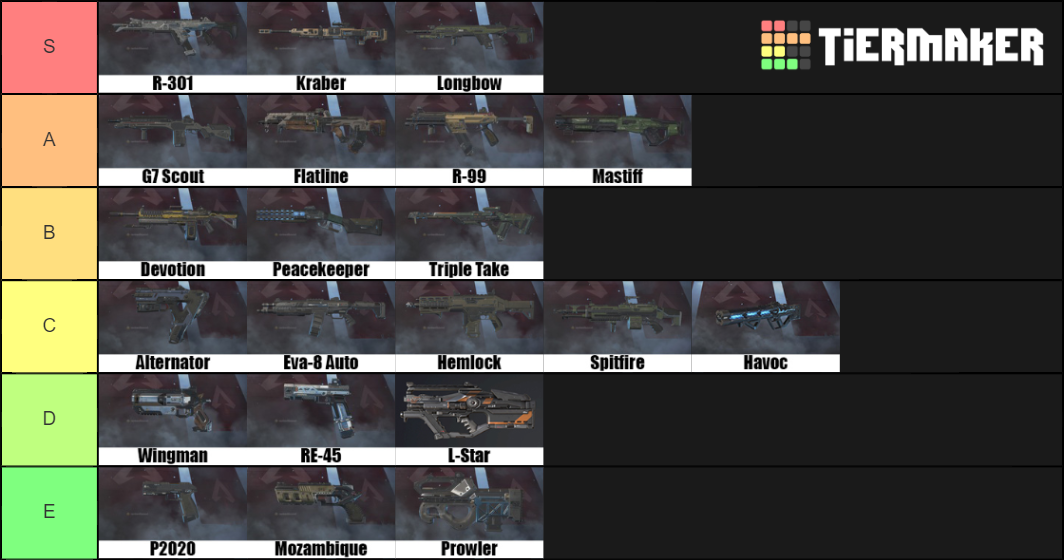 S
R-301 Kraber Longbow
TiERMAKER
A
G7 Scout Flatline R-99 Mastiff
B
Devotion Peacekeeper Triple Take
C
Alternator Eva-8 Auto Hemlock Spitfire Havoc
D
Wingman RE-45 L-Star
E
P2020 Mozambique Prowler